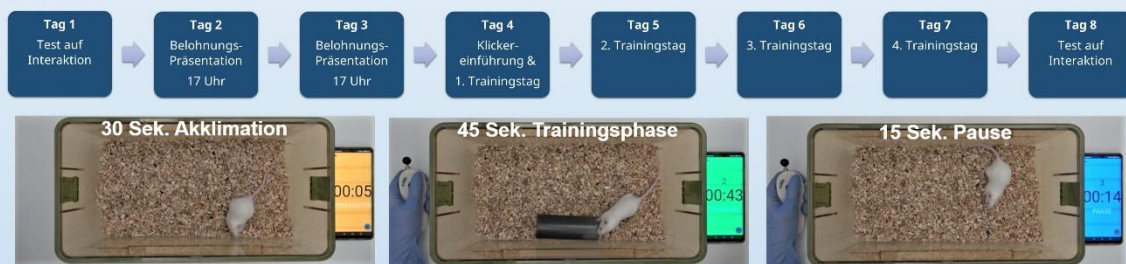 Tag 1
Test auf
Interaktion
Tag 2
Belohnungs-
Präsentation
17 Uhr
Tag 3
Belohnungs-
Präsentation
17 Uhr
Tag 4
Klicker-
einführung &
1. Trainingstag
Tag 5
2. Trainingstag
Tag 6
3. Trainingstag
Tag 7
4. Trainingstag
Tag 8
Test auf
Interaktion
30 Sek. Akklimation
00:05
45 Sek. Trainingsphase
2
00:43
15 Sek. Pause
3
00:14
PAUSE